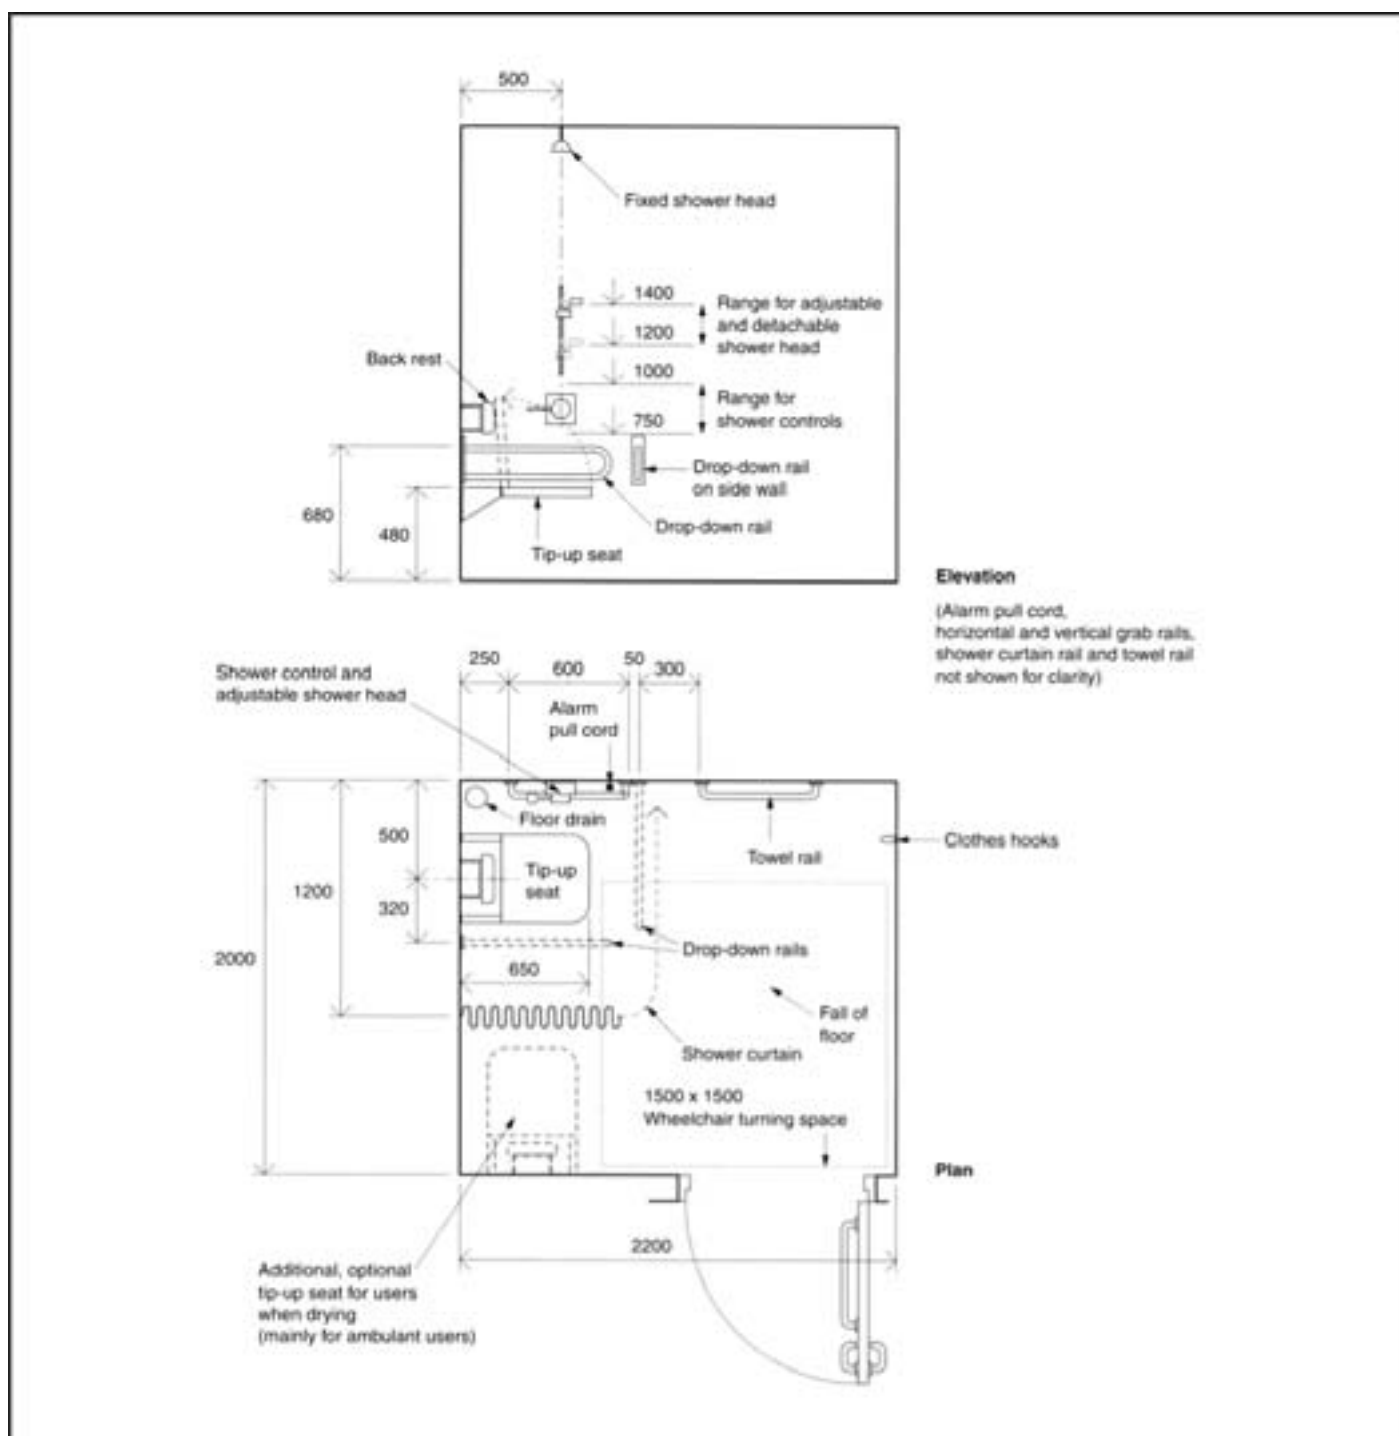 500
Fixed shower head
1400
Range for adjustable
and detachable
shower head
1200
Back rest
1000
Range for
shower controls
750
Drop-down rail
on side wall
680
480
Drop-down rail
Tip-up seat
Elevation
(Alarm pull cord,
horizontal and vertical grab rails,
shower curtain rail and towel rail
not shown for clarity)
250
600
50
300
Shower control and
adjustable shower head
Alarm
pull cord
500
Floor drain
Towel rail
Clothes hooks
Tip-up
seat
1200
320
Drop-down rails
2000
650
Fall of
floor
Shower curtain
1500 x 1500
Wheelchair turning space
Plan
2200
Additional, optional
tip-up seat for users
when drying
(mainly for ambulant users)